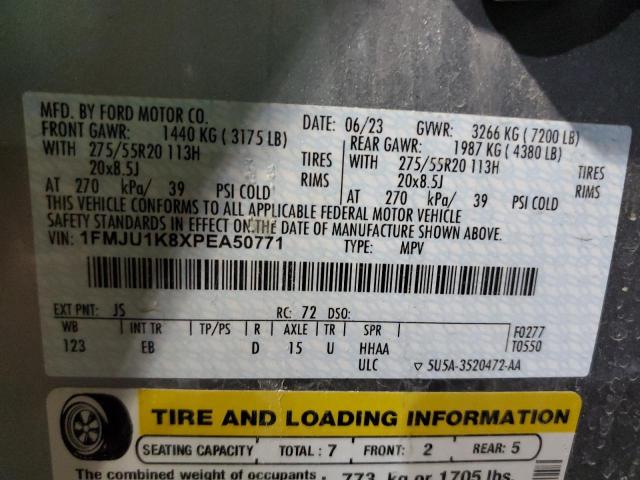 MFD. BY FORD MOTOR CO.
DATE: 06/23 GVWR: 3266 KG ( 7200 LB)
FRONT GAWR: 1440 KG ( 3175 LB)
REAR GAWR: 1987 KG ( 4380 LB)
WITH 275/55R20 113H TIRES
WITH 275/55R20 113H TIRES
20x8.5J RIMS
20x8.5J RIMS
AT 270 kPa/ 39 PSI COLD
AT 270 kPa/ 39 PSI COLD
THIS VEHICLE CONFORMS TO ALL APPLICABLE FEDERAL MOTOR VEHICLE
SAFETY STANDARDS IN EFFECT ON THE DATE OF MANUFACTURE SHOWN ABOVE.
VIN: 1FMJU1K8XPEA50771
TYPE: MPV
EXT PNT: JS RC: 72 DSO:
WB INT TR TP/PS R AXLE TR SPR
F0277
123 EB D 15 U HHAA
T0550
ULC ▽ 5U5A-3520472-AA
TIRE AND LOADING INFORMATION
SEATING CAPACITY TOTAL : 7 FRONT: 2 REAR: 5
The combined weight of occupants 773 kg or 1705 lbs.